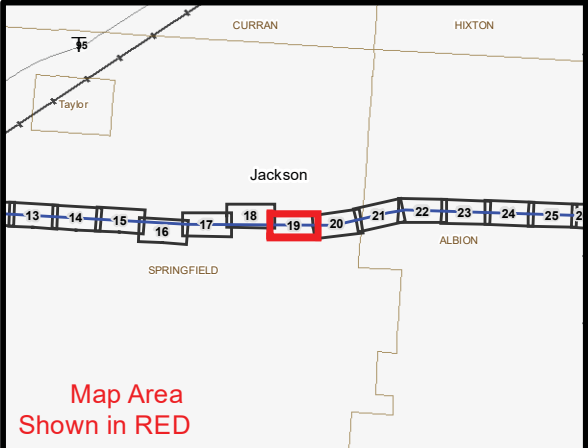 CURRAN
HIXTON
95
Taylor
Jackson
13
14
15
16
17
18
19
20
21
22
23
24
25
2
SPRINGFIELD
ALBION
Map Area
Shown in RED